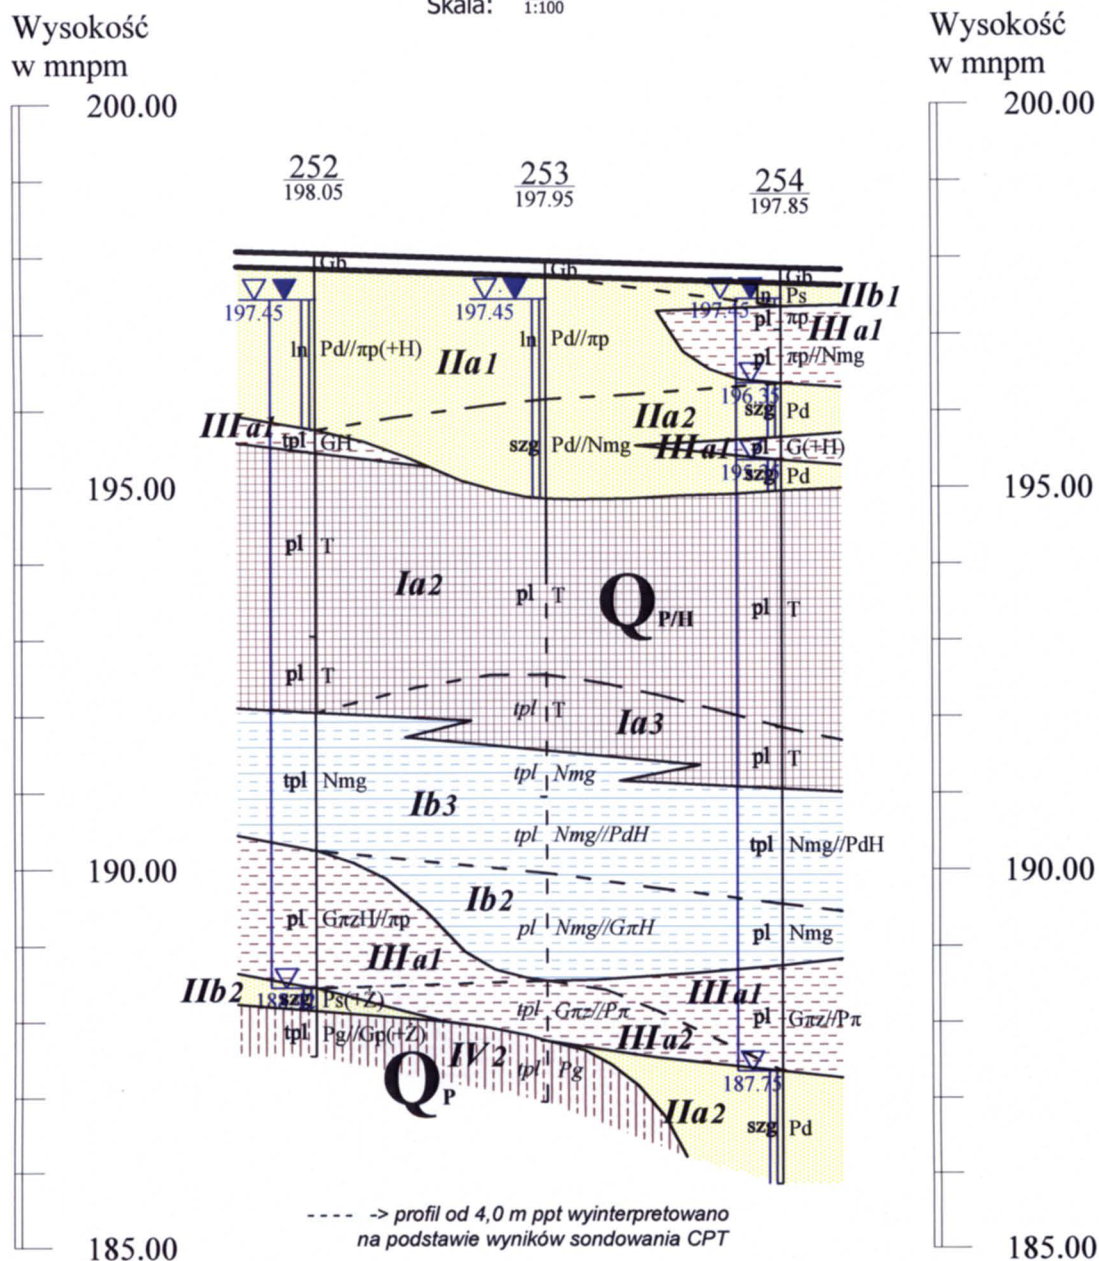 Skala: 1:100
Wysokość
w mnpm
Wysokość
w mnpm
200.00
200.00
252
198.05
253
197.95
254
197.85
Gb
Gb
Gb
ln Ps
IIb1
197.45
197.45
197.45
pl πp
IIIa1
ln Pd//πp(+H)
ln Pd//πp
pl πp//Nmg
IIa1
196.35
IIa2
szg Pd
IIIa1
tpl GH
szg Pd//Nmg
IIIa1
pl G(+H)
szg Pd
195.00
195.00
pl T
Ia2
pl T
Q P/H
pl T
pl T
tpl T
Ia3
pl T
tpl Nmg
tpl Nmg
Ib3
tpl Nmg//PdH
tpl Nmg//PdH
190.00
190.00
Ib2
pl GπzH//πp
pl Nmg//GπH
pl Nmg
IIIa1
IIb2
szg Ps(+Ż)
IIIa1
tpl Gπz//Pπ
pl Gπz//Pπ
tpl Pg//Gp(+Ż)
IIIa2
IV2
tpl Pg
Q P
187.75
IIa2
szg Pd
---- -> profil od 4,0 m ppt wyinterpretowano
na podstawie wyników sondowania CPT
185.00
185.00